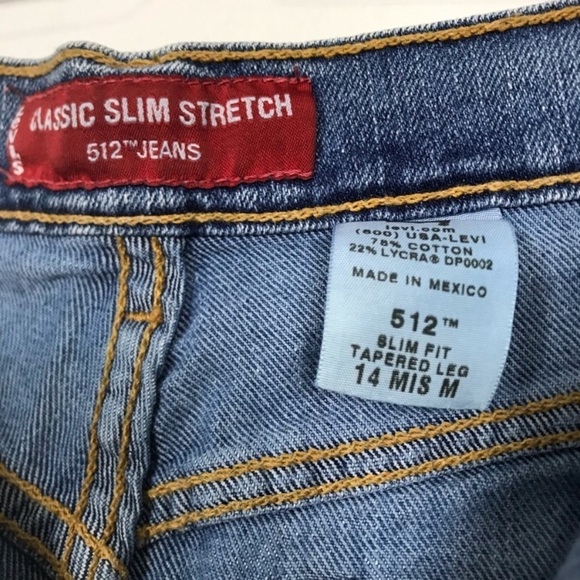 CLASSIC SLIM STRETCH
512™ JEANS
levi.com
(800) USA-LEVI
78% COTTON
22% LYCRA® DP0002
MADE IN MEXICO
512™
SLIM FIT
TAPERED LEG
14 MIS M